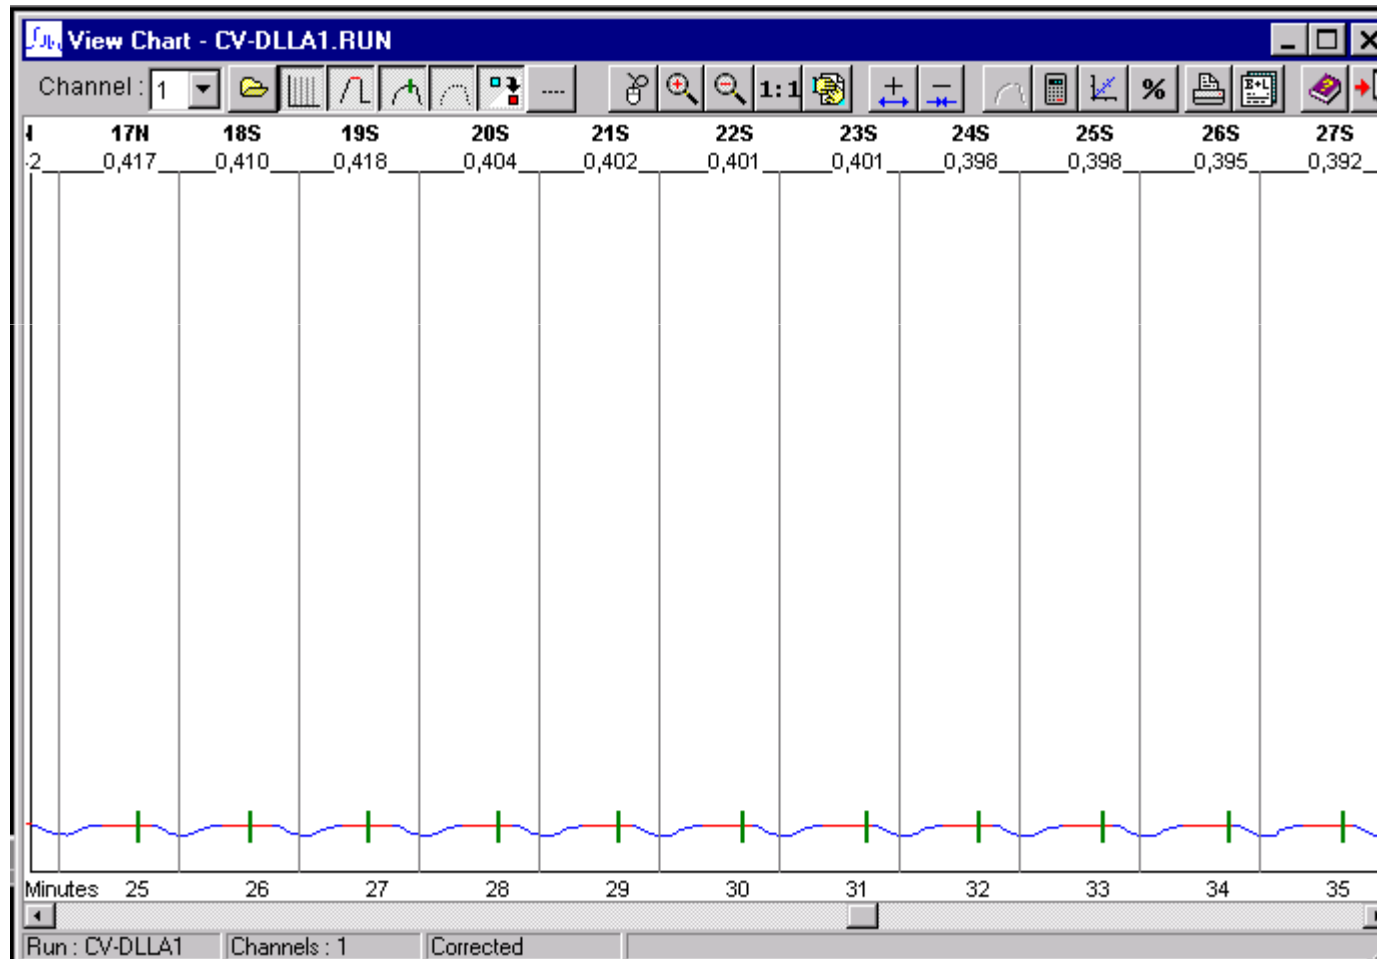 View Chart - CV-DLLA1.RUN
Channel : 1 1:1 %
17N 18S 19S 20S 21S 22S 23S 24S 25S 26S 27S
2 0,417 0,410 0,418 0,404 0,402 0,401 0,401 0,398 0,398 0,395 0,392
Minutes 25 26 27 28 29 30 31 32 33 34 35
Run : CV-DLLA1 Channels : 1 Corrected